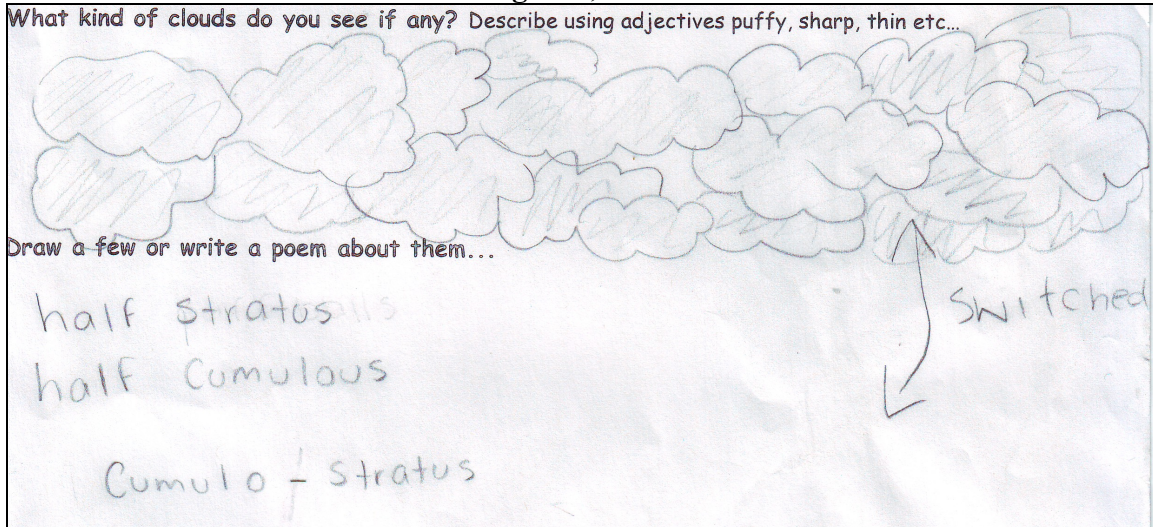 What kind of clouds do you see if any? Describe using adjectives puffy, sharp, thin etc...
Draw a few or write a poem about them...
Switched
half stratus
half Cumulous
Cumulo - Stratus